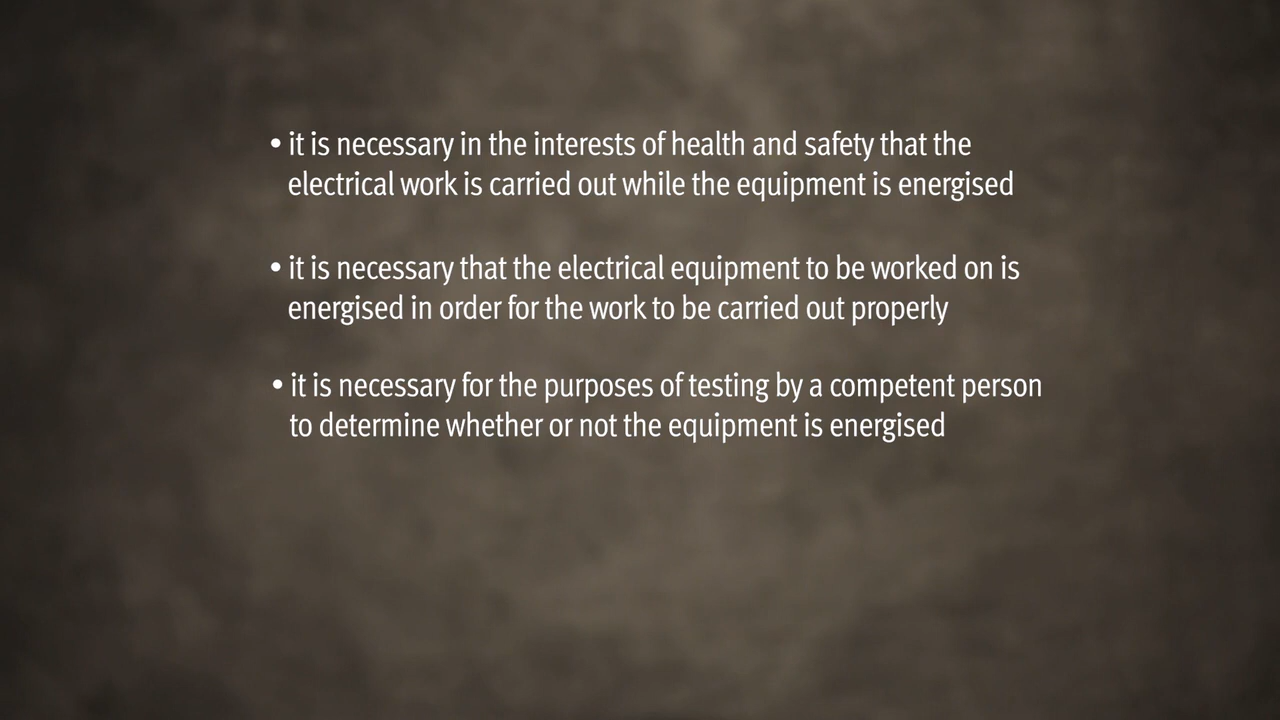 • it is necessary in the interests of health and safety that the
electrical work is carried out while the equipment is energised
• it is necessary that the electrical equipment to be worked on is
energised in order for the work to be carried out properly
• it is necessary for the purposes of testing by a competent person
to determine whether or not the equipment is energised